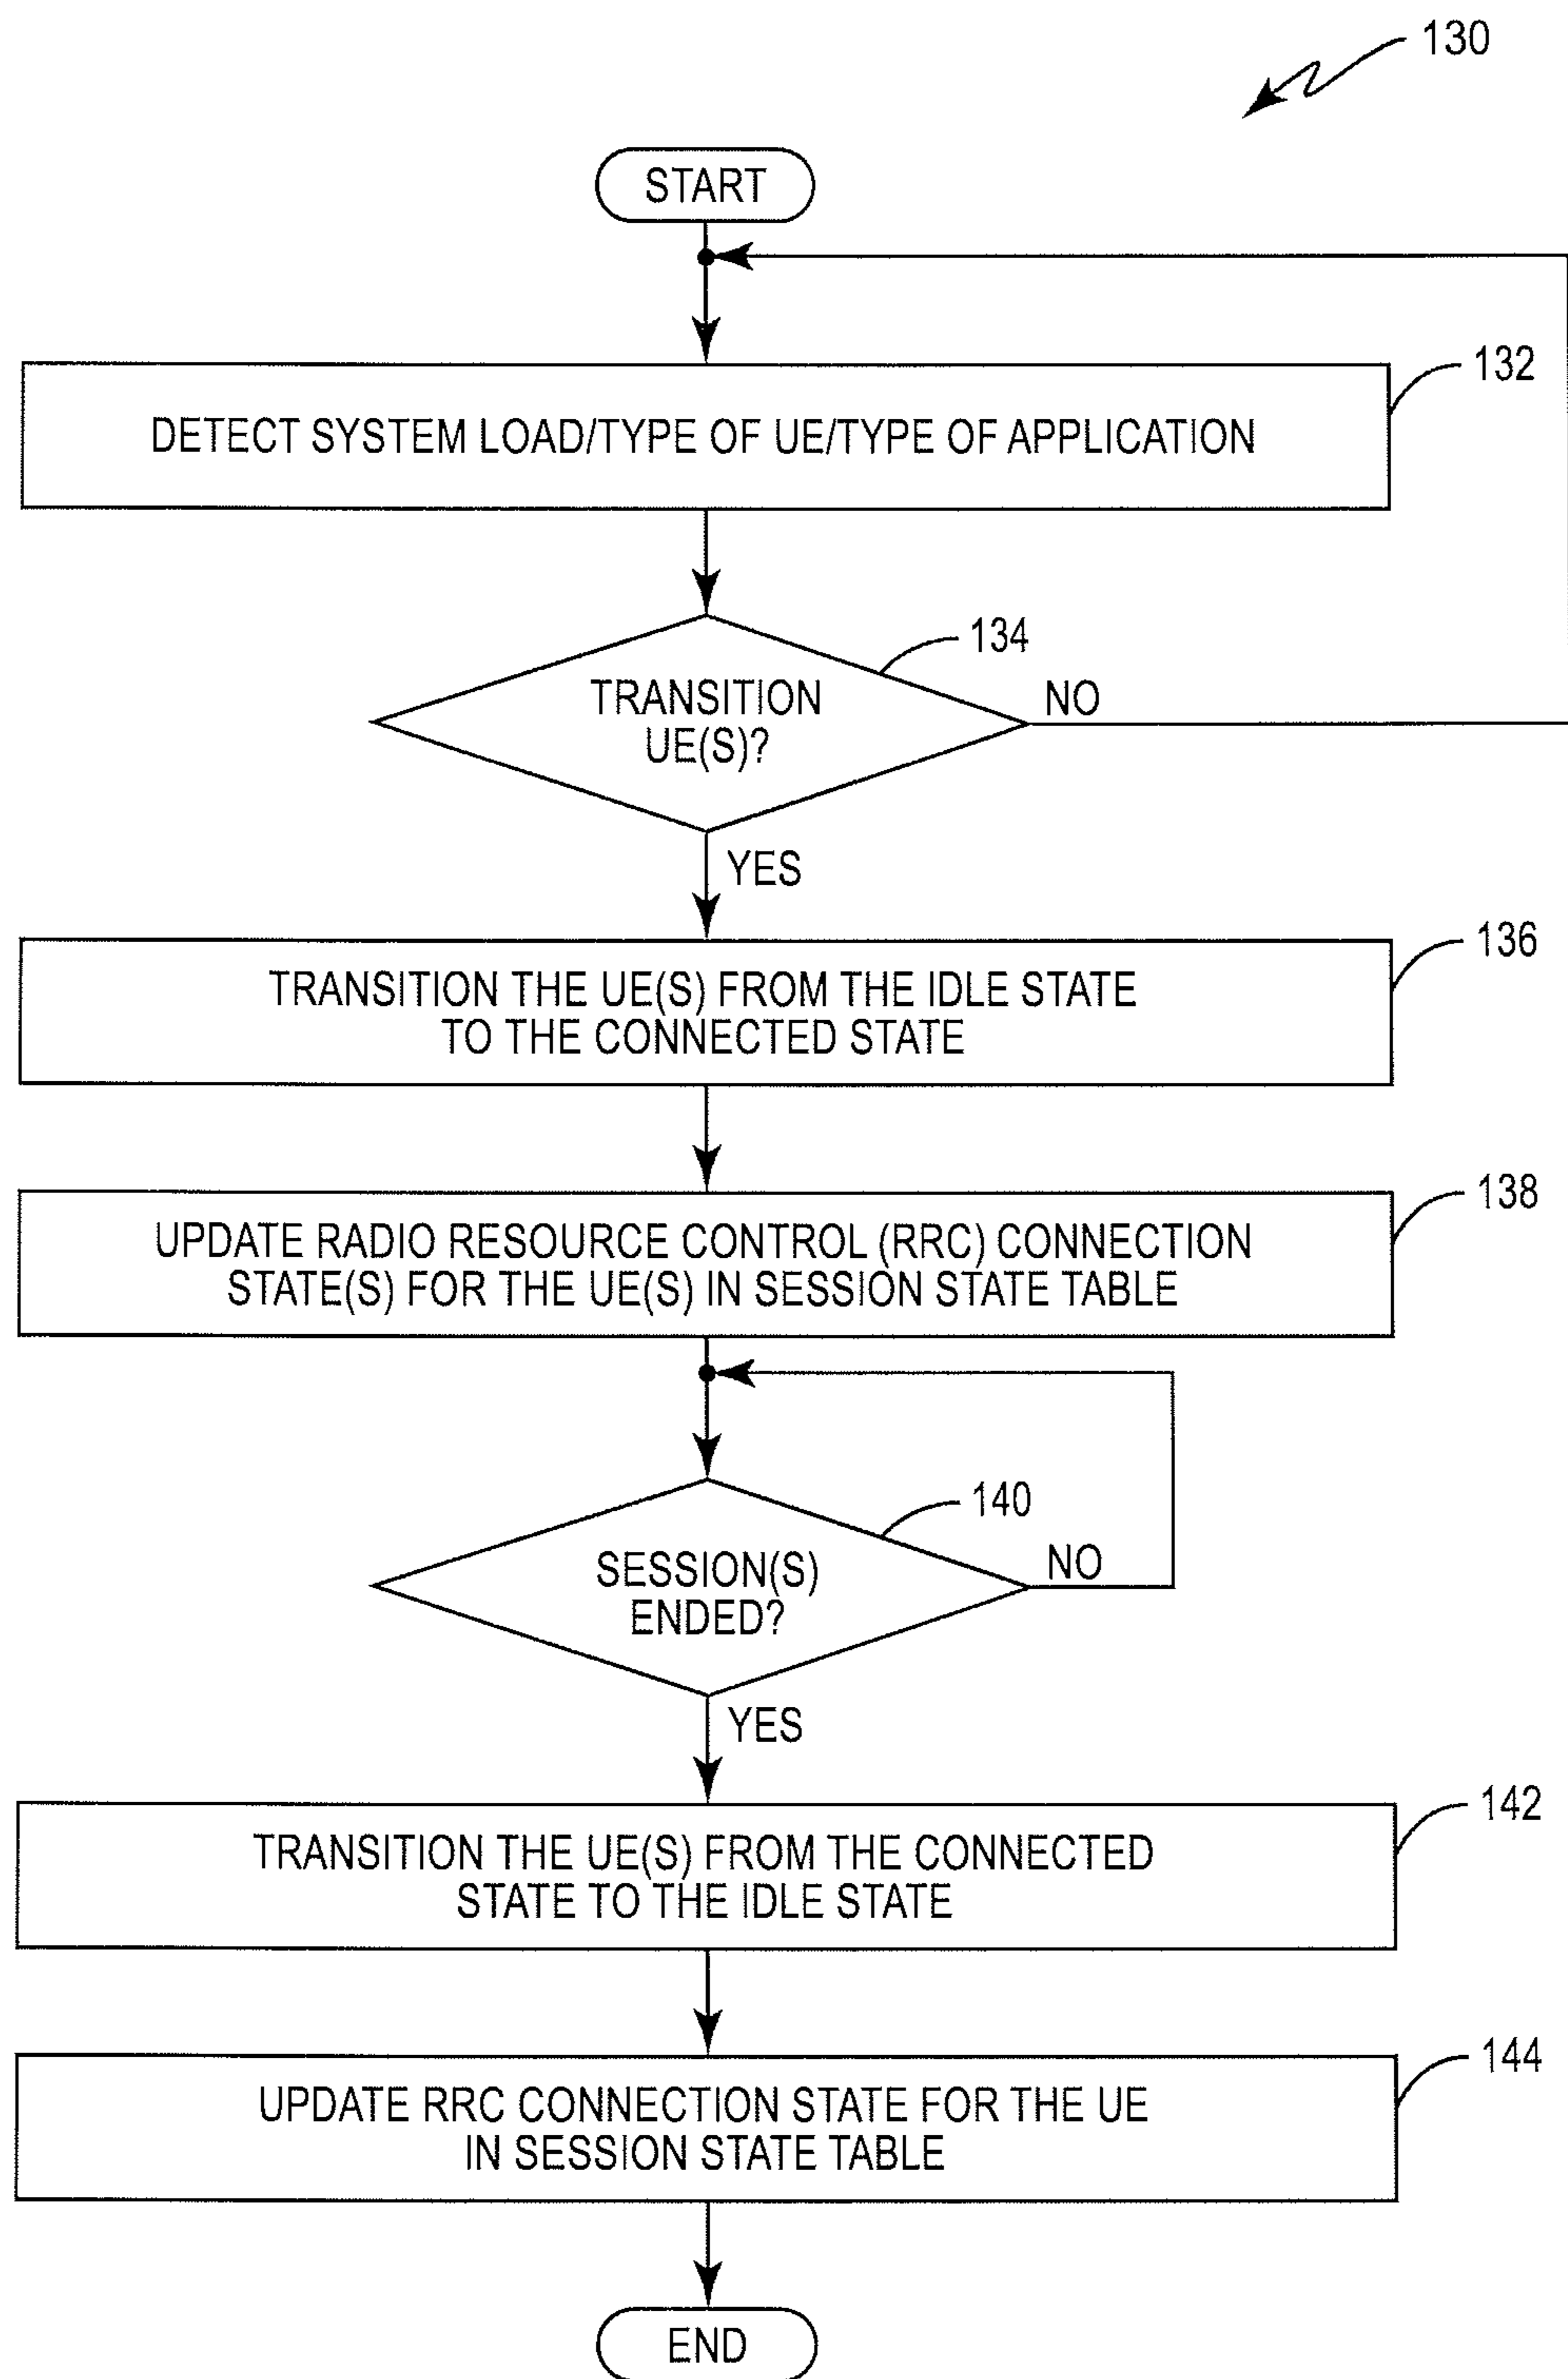 130
START
132
DETECT SYSTEM LOAD/TYPE OF UE/TYPE OF APPLICATION
134
TRANSITION
UE(S)?
NO
YES
136
TRANSITION THE UE(S) FROM THE IDLE STATE
TO THE CONNECTED STATE
138
UPDATE RADIO RESOURCE CONTROL (RRC) CONNECTION
STATE(S) FOR THE UE(S) IN SESSION STATE TABLE
140
SESSION(S)
ENDED?
NO
YES
142
TRANSITION THE UE(S) FROM THE CONNECTED
STATE TO THE IDLE STATE
144
UPDATE RRC CONNECTION STATE FOR THE UE
IN SESSION STATE TABLE
END